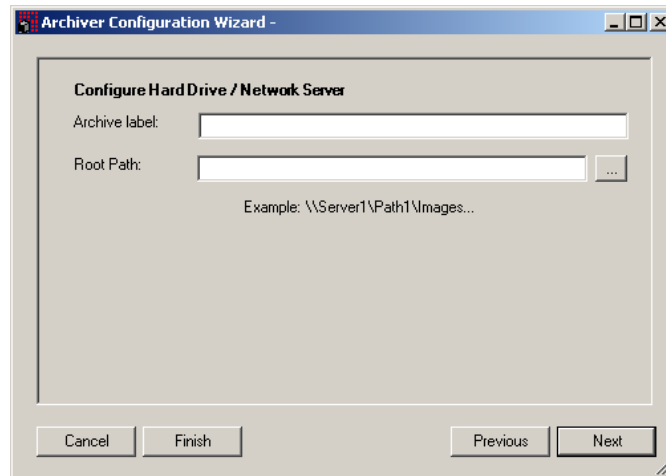 Archiver Configuration Wizard -
Configure Hard Drive / Network Server
Archive label:
Root Path:
...
Example: \\Server1\Path1\Images...
Cancel Finish Previous Next